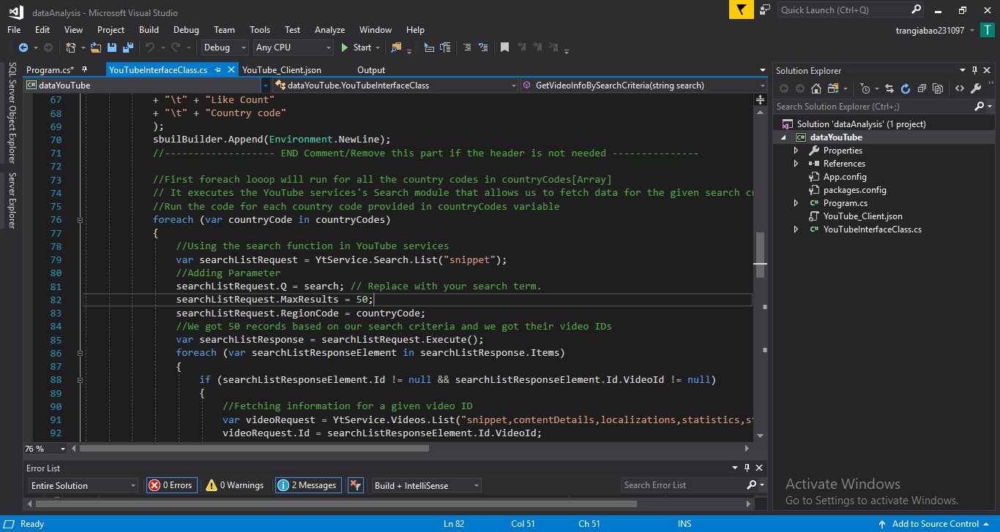 dataAnalysis - Microsoft Visual Studio
Quick Launch (Ctrl+Q)
File Edit View Project Build Debug Team Tools Test Analyze Window Help
trangiabao231097
T
Debug Any CPU Start
SQL Server Object Explorer
Server Explorer
Program.cs* YouTubeInterfaceClass.cs YouTube_Client.json Output
C# dataYouTube dataYouTube.YouTubeInterfaceClass GetVideoInfoBySearchCriteria(string search)
67 + "\t" + "Like Count"
68 + "\t" + "Country code"
69 );
70 sbuilBuilder.Append(Environment.NewLine);
71 //------------------- END Comment/Remove this part if the header is not needed ---------------
72
73 //First foreach looop will run for all the country codes in countryCodes[Array]
74 // It executes the YouTube services's Search module that allows us to fetch data for the given search
75 //Run the code for each country code provided in countryCodes variable
76 foreach (var countryCode in countryCodes)
77 {
78 //Using the search function in YouTube services
79 var searchListRequest = YtService.Search.List("snippet");
80 //Adding Parameter
81 searchListRequest.Q = search; // Replace with your search term.
82 searchListRequest.MaxResults = 50;
83 searchListRequest.RegionCode = countryCode;
84 //We got 50 records based on our search criteria and we got their video IDs
85 var searchListResponse = searchListRequest.Execute();
86 foreach (var searchListResponseElement in searchListResponse.Items)
87 {
88 if (searchListResponseElement.Id != null && searchListResponseElement.Id.VideoId != null)
89 {
90 //Fetching information for a given video ID
91 var videoRequest = YtService.Videos.List("snippet,contentDetails,localizations,statistics,
92 videoRequest.Id = searchListResponseElement.Id.VideoId;
76 %
Error List
Entire Solution 0 Errors 0 Warnings 2 Messages Build + IntelliSense Search Error List
Solution Explorer
Search Solution Explorer (Ctrl+;)
Solution 'dataAnalysis' (1 project)
C# dataYouTube
Properties
References
App.config
packages.config
C# Program.cs
YouTube_Client.json
C# YouTubeInterfaceClass.cs
Activate Windows
Go to Settings to activate Windows.
Ready Ln 82 Col 51 Ch 51 INS Add to Source Control